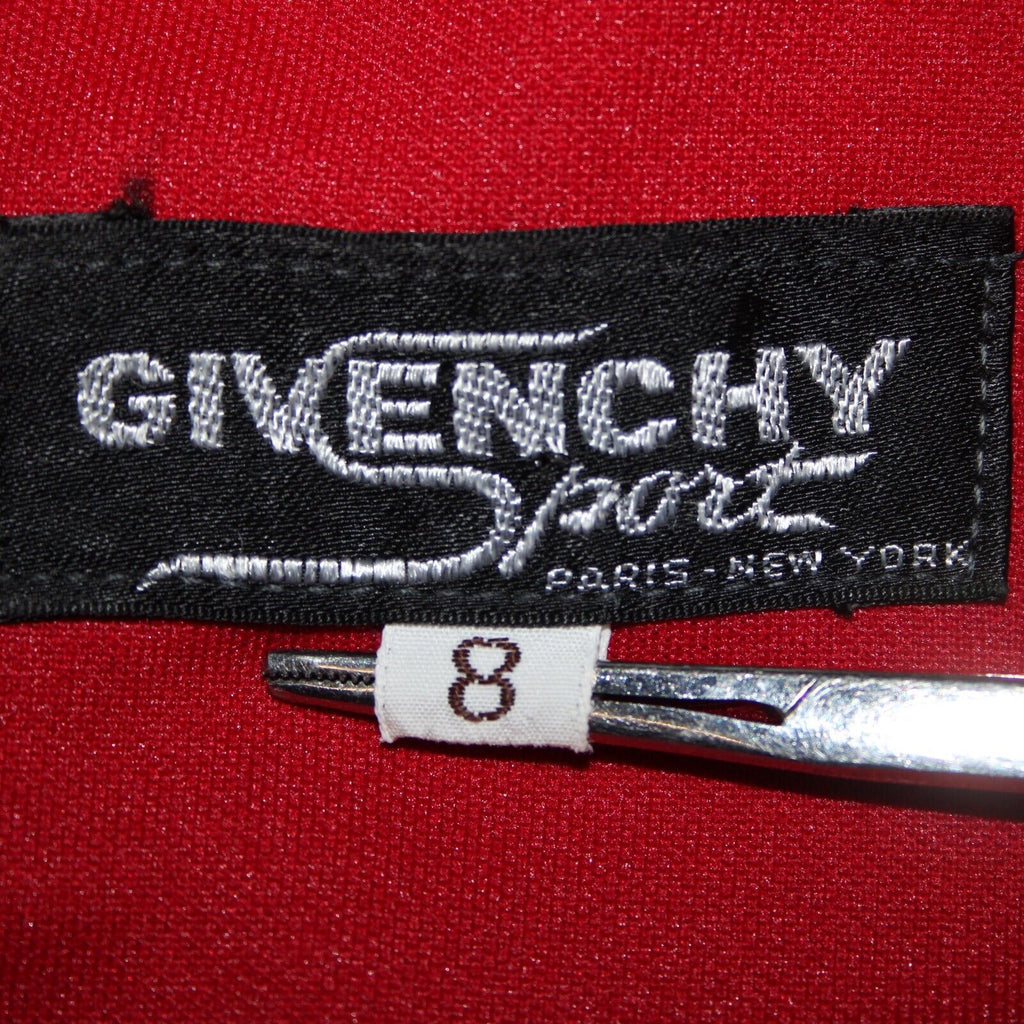 GIVENCHY
Sport
PARIS - NEW YORK
8